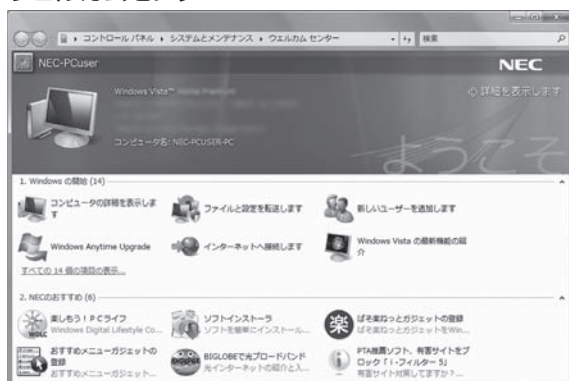 コントロール パネル ▸ システムとメンテナンス ▸ ウェルカム センター
検索
NEC-PCuser
NEC
Windows Vista™
詳細を表示します
コンピュータ名: NEC-PCUSER-PC
ようこそ
1. Windows の開始 (14)
コンピュータの詳細を表示しま
す
ファイルと設定を転送します
新しいユーザーを追加します
Windows Anytime Upgrade
インターネットへ接続します
Windows Vista の最新機能の紹
介
すべての 14 個の項目の表示...
2. NECのおすすめ (6)
楽しもう!PCライフ
Windows Digital Lifestyle Co...
ソフトインストーラ
ソフトを簡単にインストール...
楽
ぱそ楽ねっとガジェットの登録
ぱそ楽ねっとガジェットをWin...
WDLC
おすすめメニューガジェットの
登録
おすすめメニューガジェット...
BIGLOBE
BIGLOBEで光ブロードバンド
光インターネットの紹介と入...
PTA推薦ソフト、有害サイトをブ
ロック「i-フィルター 5」
有害サイト対策してますか?...